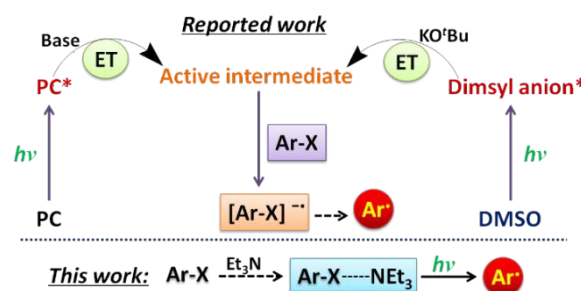 Reported work
Base ET ET KOᵗBu
PC* Active intermediate Dimsyl anion*
hν Ar-X hν
PC [Ar-X]⁻· Ar· DMSO
This work: Ar-X Et₃N Ar-X-----NEt₃ hν Ar·